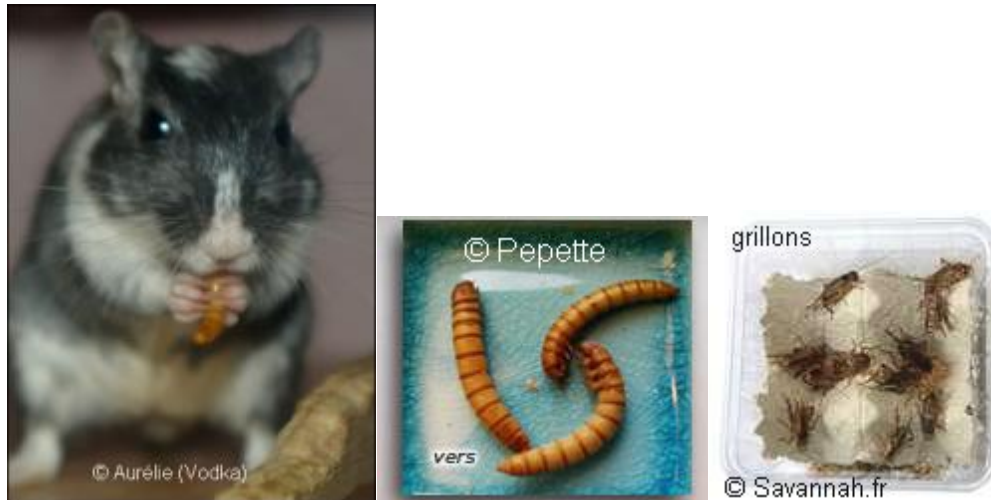 © Aurélie (Vodka)
© Pepette
vers
grillons
© Savannah.fr